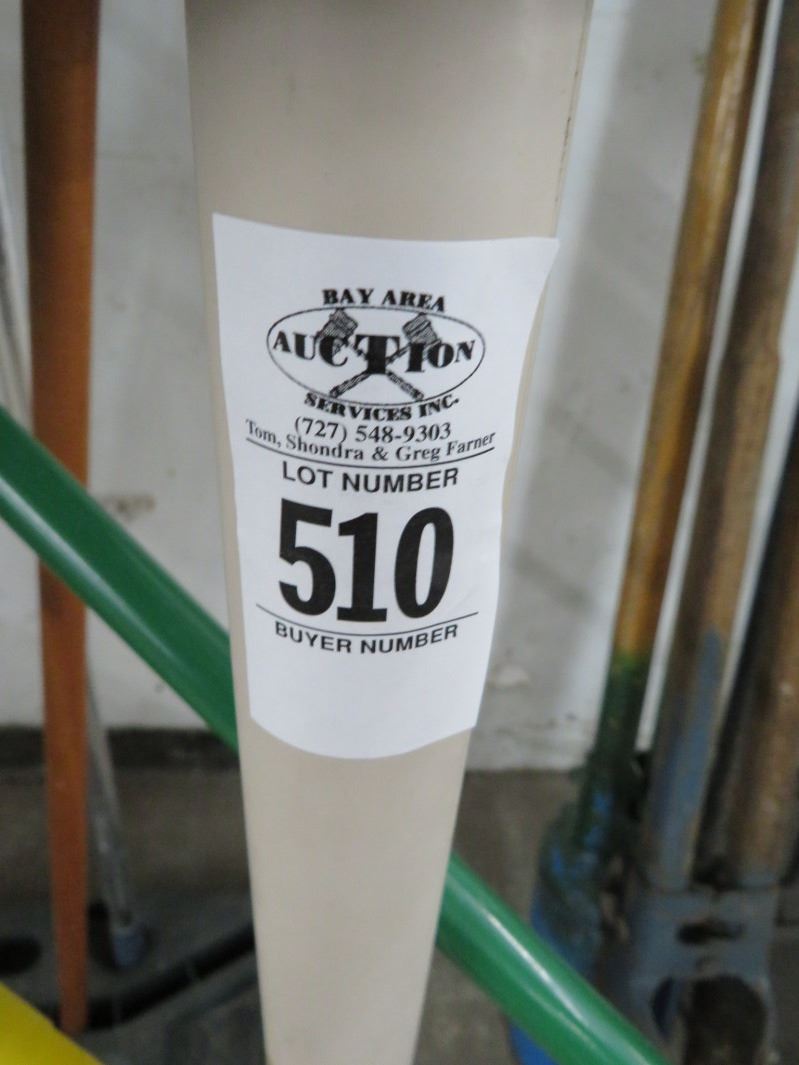 BAY AREA
AUCTION
SERVICES INC.
(727) 548-9303
Tom, Shondra & Greg Farner
LOT NUMBER
510
BUYER NUMBER